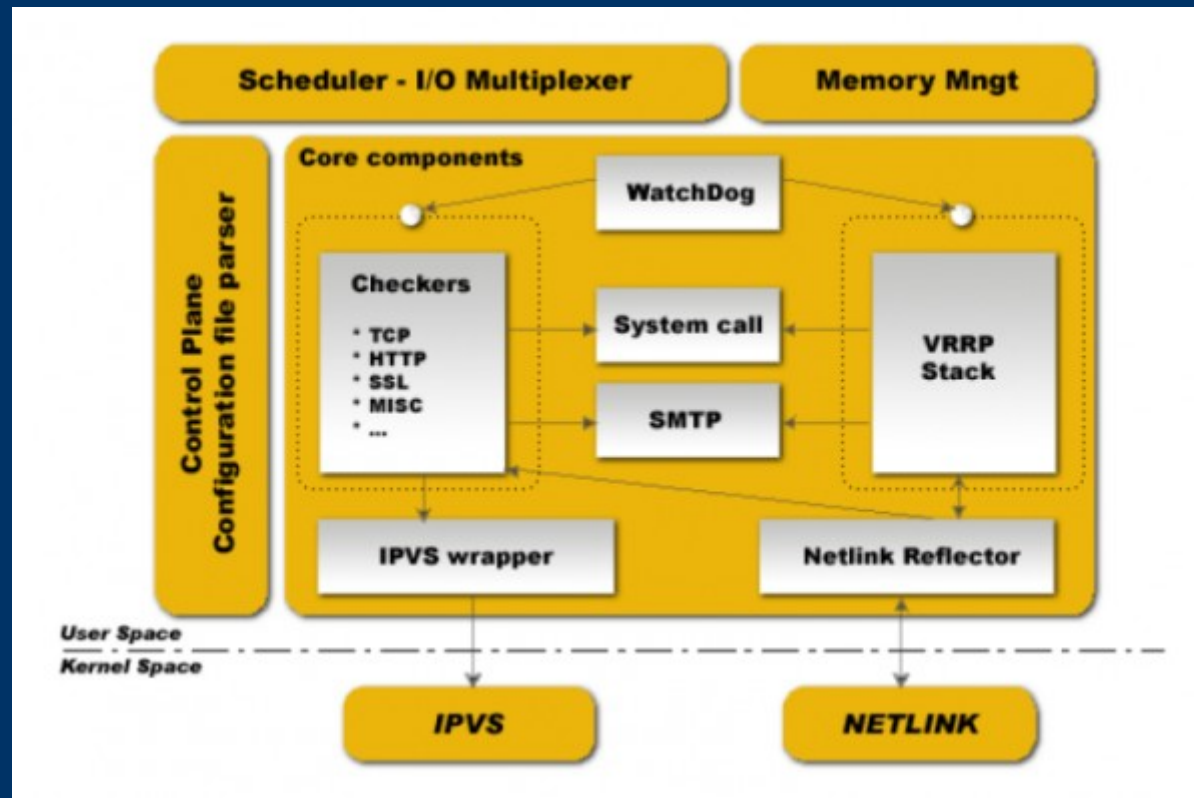 Scheduler - I/O Multiplexer
Memory Mngt
Control Plane
Configuration file parser
Core components
WatchDog
Checkers
* TCP
* HTTP
* SSL
* MISC
* ...
System call
SMTP
VRRP
Stack
IPVS wrapper
Netlink Reflector
User Space
Kernel Space
IPVS
NETLINK